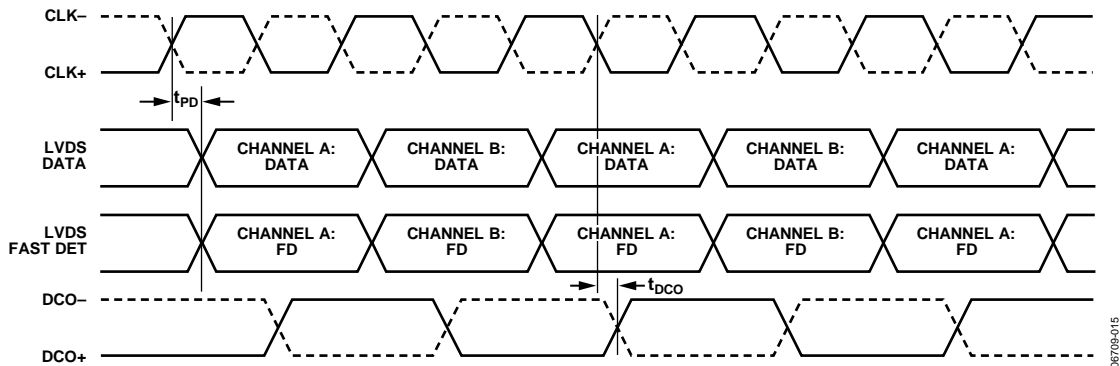 CLK–
CLK+
tPD
LVDS
DATA
CHANNEL A:
DATA
CHANNEL B:
DATA
CHANNEL A:
DATA
CHANNEL B:
DATA
CHANNEL A:
DATA
LVDS
FAST DET
CHANNEL A:
FD
CHANNEL B:
FD
CHANNEL A:
FD
CHANNEL B:
FD
CHANNEL A:
FD
tDCO
DCO–
DCO+
06709-015